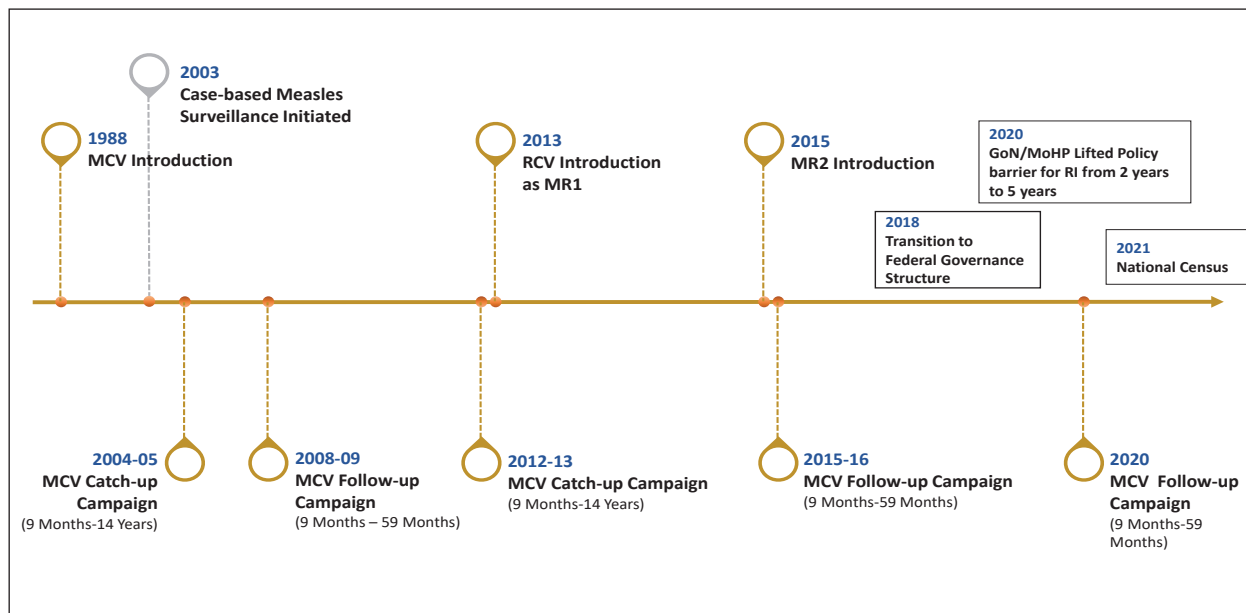 2003
Case-based Measles
Surveillance Initiated
1988
MCV Introduction
2013
RCV Introduction
as MR1
2015
MR2 Introduction
2020
GoN/MoHP Lifted Policy
barrier for RI from 2 years
to 5 years
2018
Transition to
Federal Governance
Structure
2021
National Census
2004-05
MCV Catch-up
Campaign
(9 Months-14 Years)
2008-09
MCV Follow-up
Campaign
(9 Months – 59 Months)
2012-13
MCV Catch-up Campaign
(9 Months-14 Years)
2015-16
MCV Follow-up Campaign
(9 Months-59 Months)
2020
MCV Follow-up
Campaign
(9 Months-59
Months)